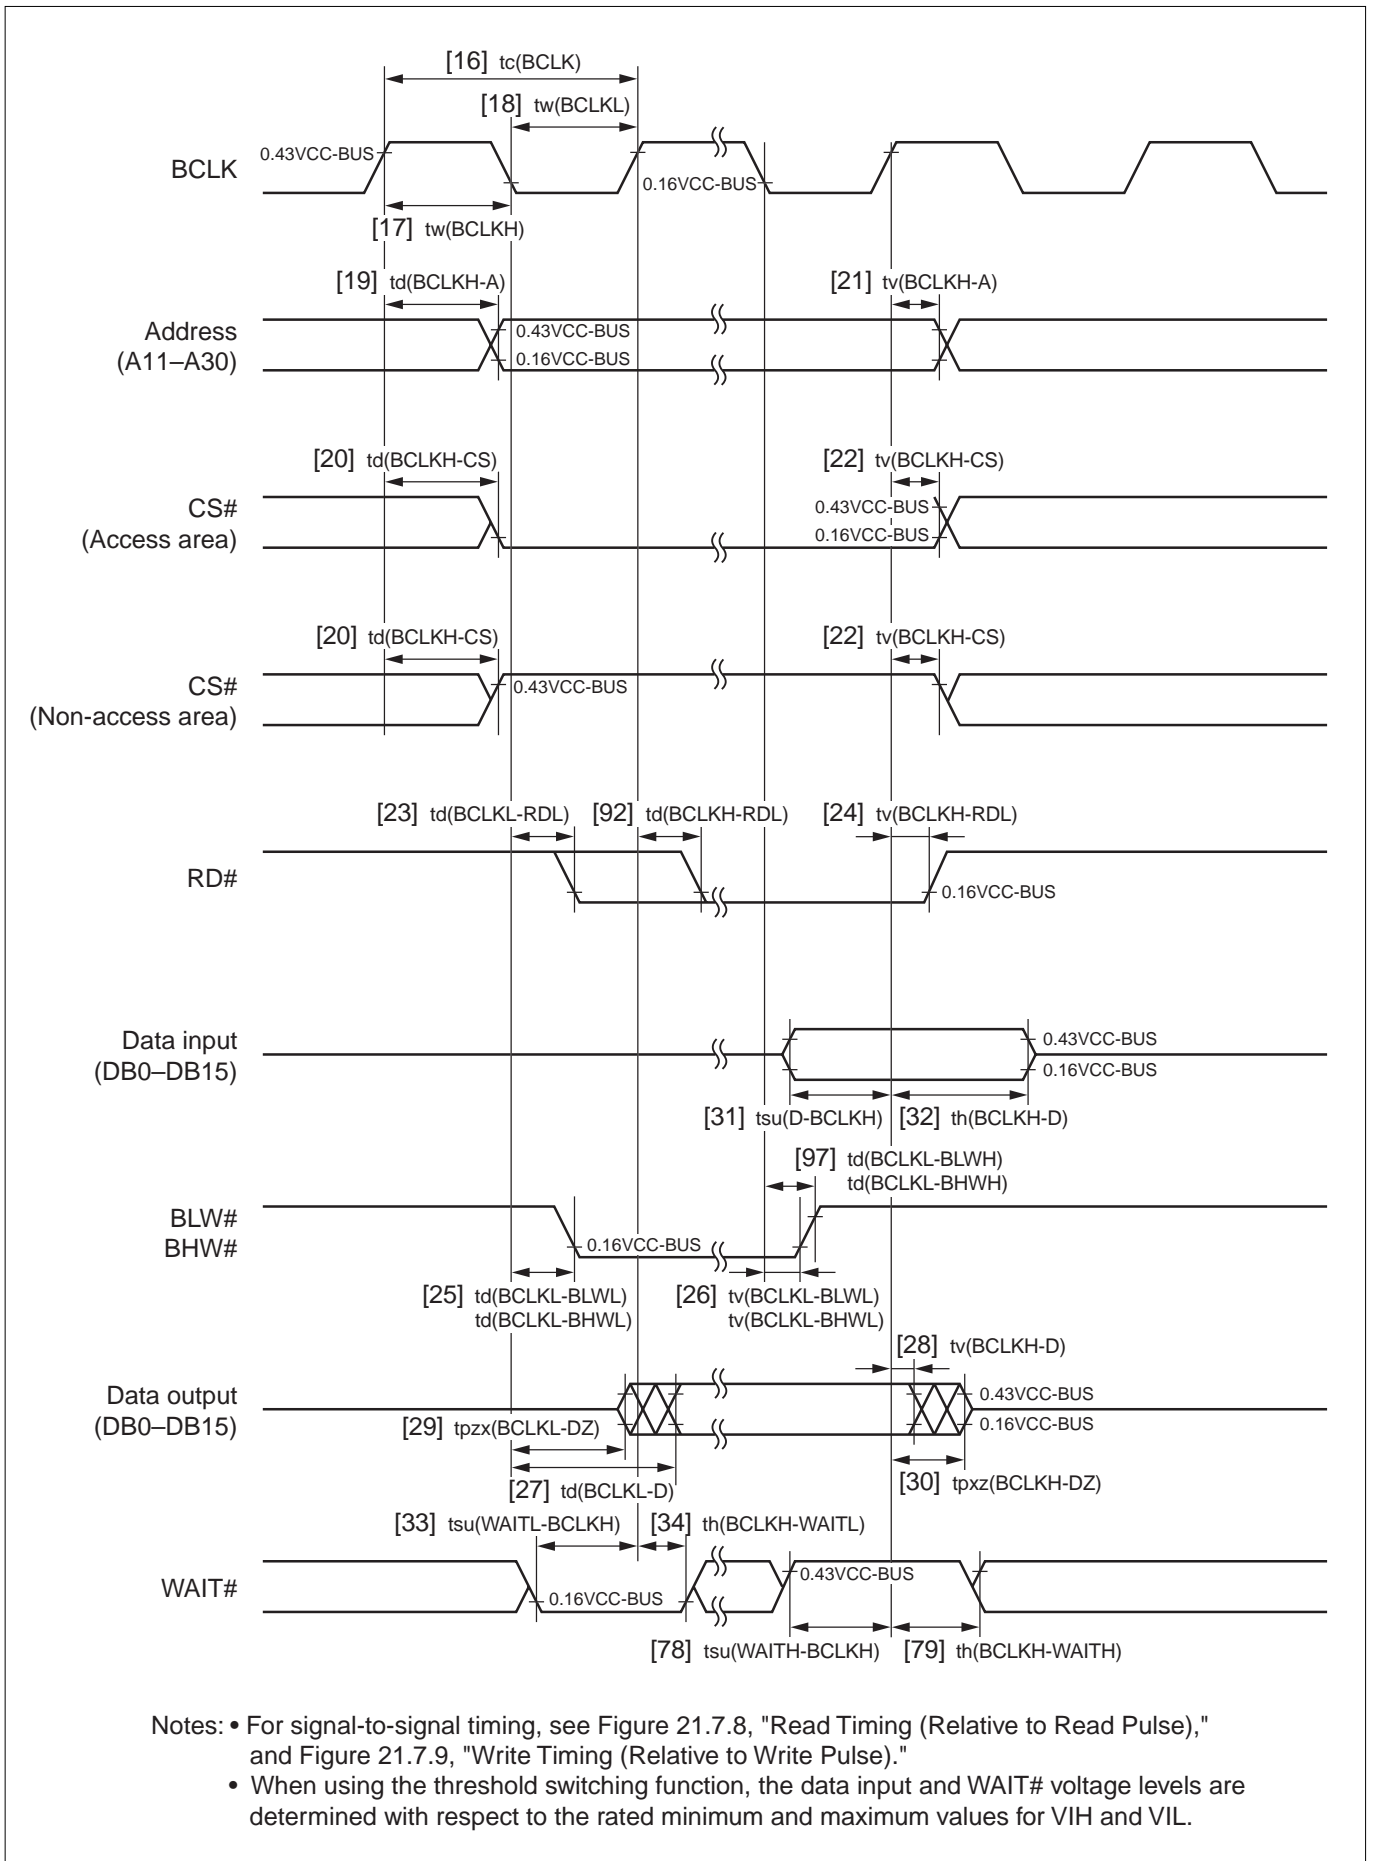 [16] tc(BCLK)
[18] tw(BCLKL)
BCLK
0.43VCC-BUS
0.16VCC-BUS
[17] tw(BCLKH)
[19] td(BCLKH-A)
[21] tv(BCLKH-A)
Address
(A11–A30)
0.43VCC-BUS
0.16VCC-BUS
[20] td(BCLKH-CS)
[22] tv(BCLKH-CS)
CS#
(Access area)
0.43VCC-BUS
0.16VCC-BUS
[20] td(BCLKH-CS)
[22] tv(BCLKH-CS)
CS#
(Non-access area)
0.43VCC-BUS
[23] td(BCLKL-RDL)
[92] td(BCLKH-RDL)
[24] tv(BCLKH-RDL)
RD#
0.16VCC-BUS
Data input
(DB0–DB15)
0.43VCC-BUS
0.16VCC-BUS
[31] tsu(D-BCLKH)
[32] th(BCLKH-D)
[97] td(BCLKL-BLWH)
td(BCLKL-BHWH)
BLW#
BHW#
0.16VCC-BUS
[25] td(BCLKL-BLWL)
td(BCLKL-BHWL)
[26] tv(BCLKL-BLWL)
tv(BCLKL-BHWL)
[28] tv(BCLKH-D)
Data output
(DB0–DB15)
0.43VCC-BUS
0.16VCC-BUS
[29] tpzx(BCLKL-DZ)
[27] td(BCLKL-D)
[30] tpxz(BCLKH-DZ)
[33] tsu(WAITL-BCLKH)
[34] th(BCLKH-WAITL)
WAIT#
0.16VCC-BUS
0.43VCC-BUS
[78] tsu(WAITH-BCLKH)
[79] th(BCLKH-WAITH)
Notes: • For signal-to-signal timing, see Figure 21.7.8, "Read Timing (Relative to Read Pulse),"
and Figure 21.7.9, "Write Timing (Relative to Write Pulse)."
• When using the threshold switching function, the data input and WAIT# voltage levels are
determined with respect to the rated minimum and maximum values for VIH and VIL.